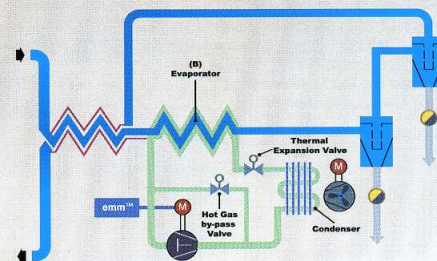 (B)
Evaporator
Thermal
Expansion Valve
M
emm™
M
Hot Gas
by-pass
Valve
Condenser